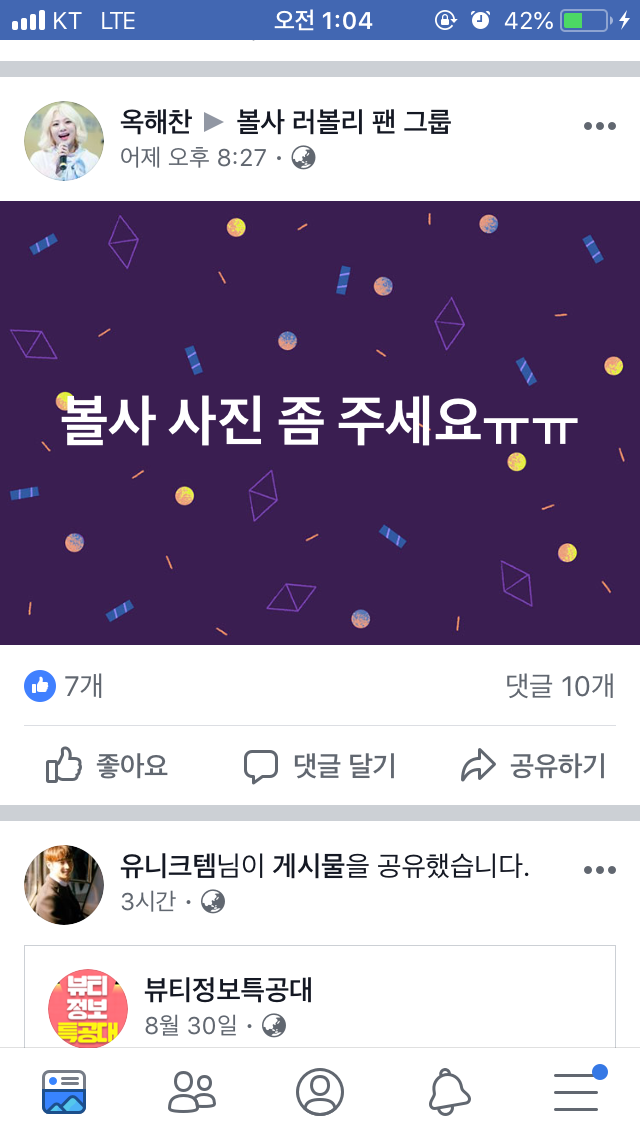 KT LTE 오전 1:04 42%
옥해찬 ▶ 볼사 러볼리 팬 그룹
어제 오후 8:27 ·
볼사 사진 좀 주세요ㅠㅠ
7개 댓글 10개
좋아요 댓글 달기 공유하기
유니크템님이 게시물을 공유했습니다.
3시간 ·
뷰티
정보
특공대
뷰티정보특공대
8월 30일 ·